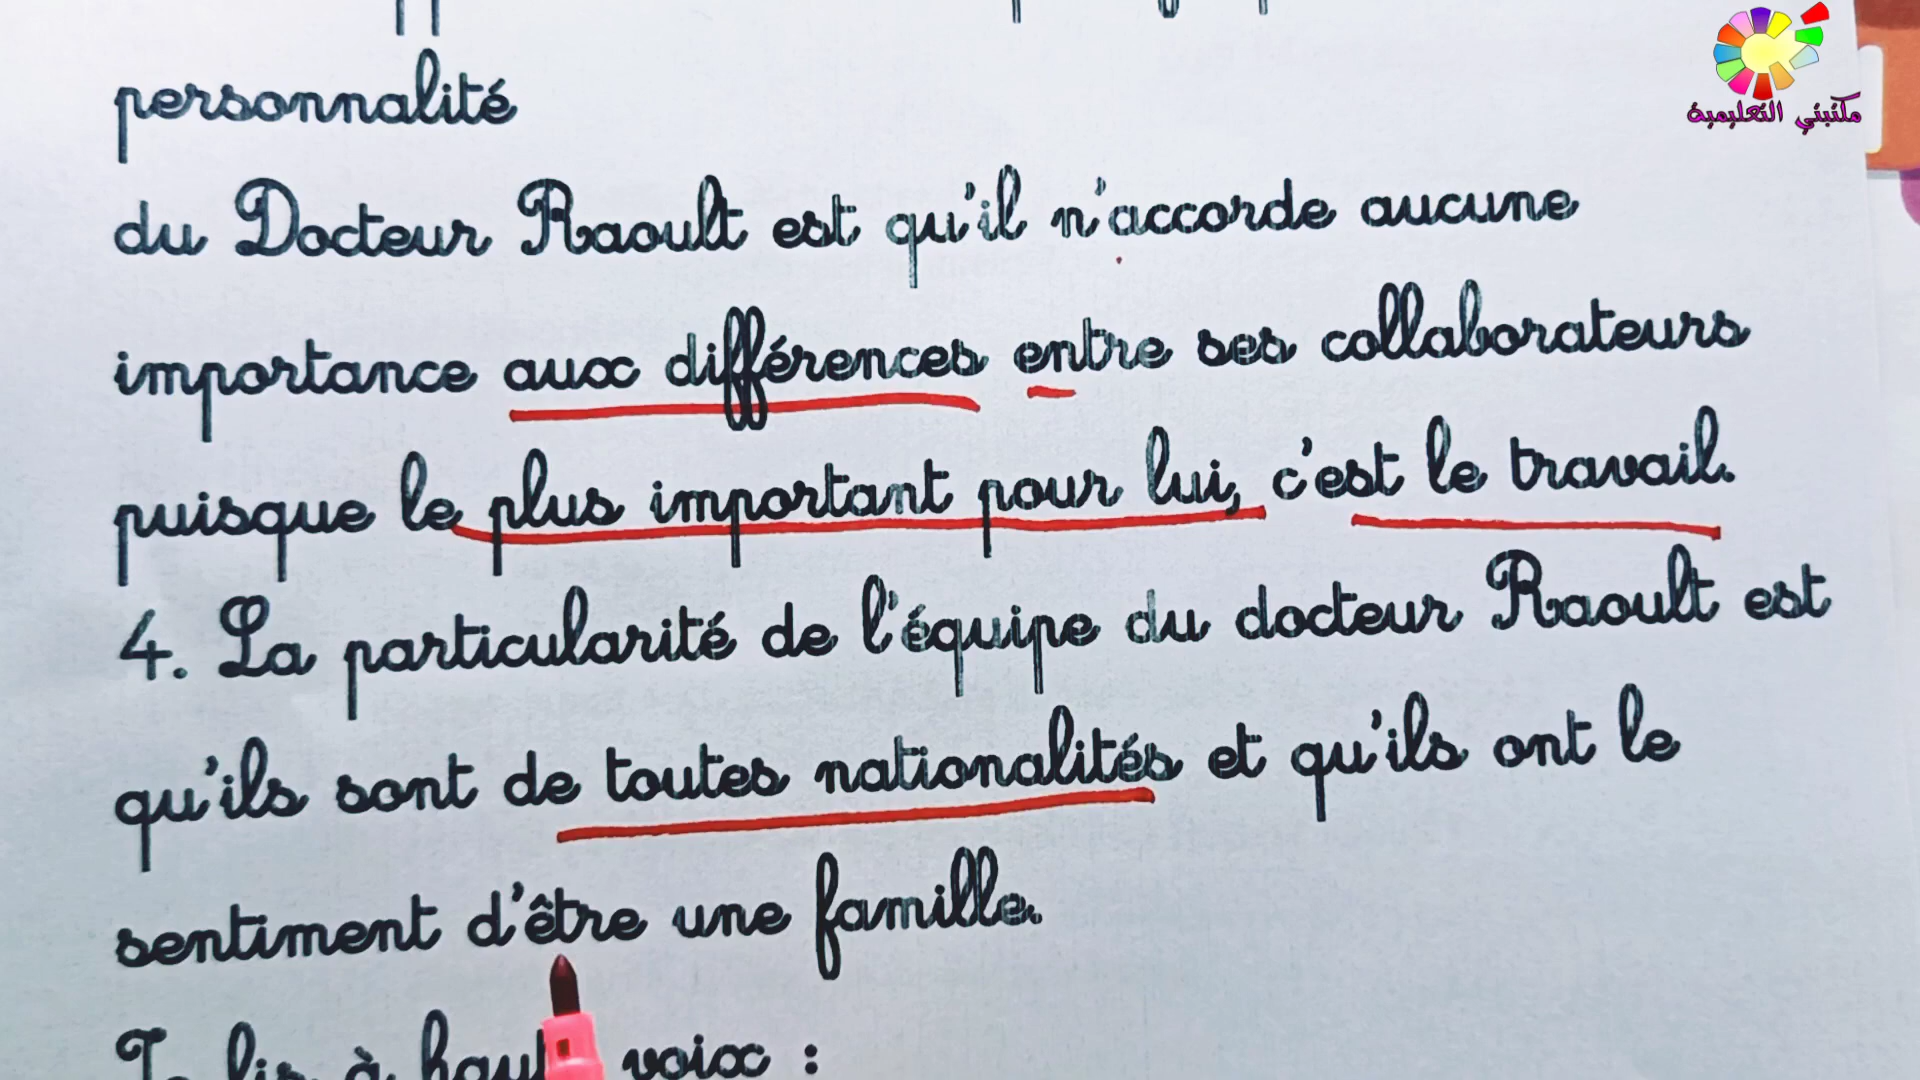 مكتبتي التعليمية
personnalité
du Docteur Raoult est qu'il n'accorde aucune
importance aux différences entre ses collaborateurs
puisque le plus important pour lui, c'est le travail.
4. La particularité de l'équipe du docteur Raoult est
qu'ils sont de toutes nationalités et qu'ils ont le
sentiment d'être une famille.
lis à voix :